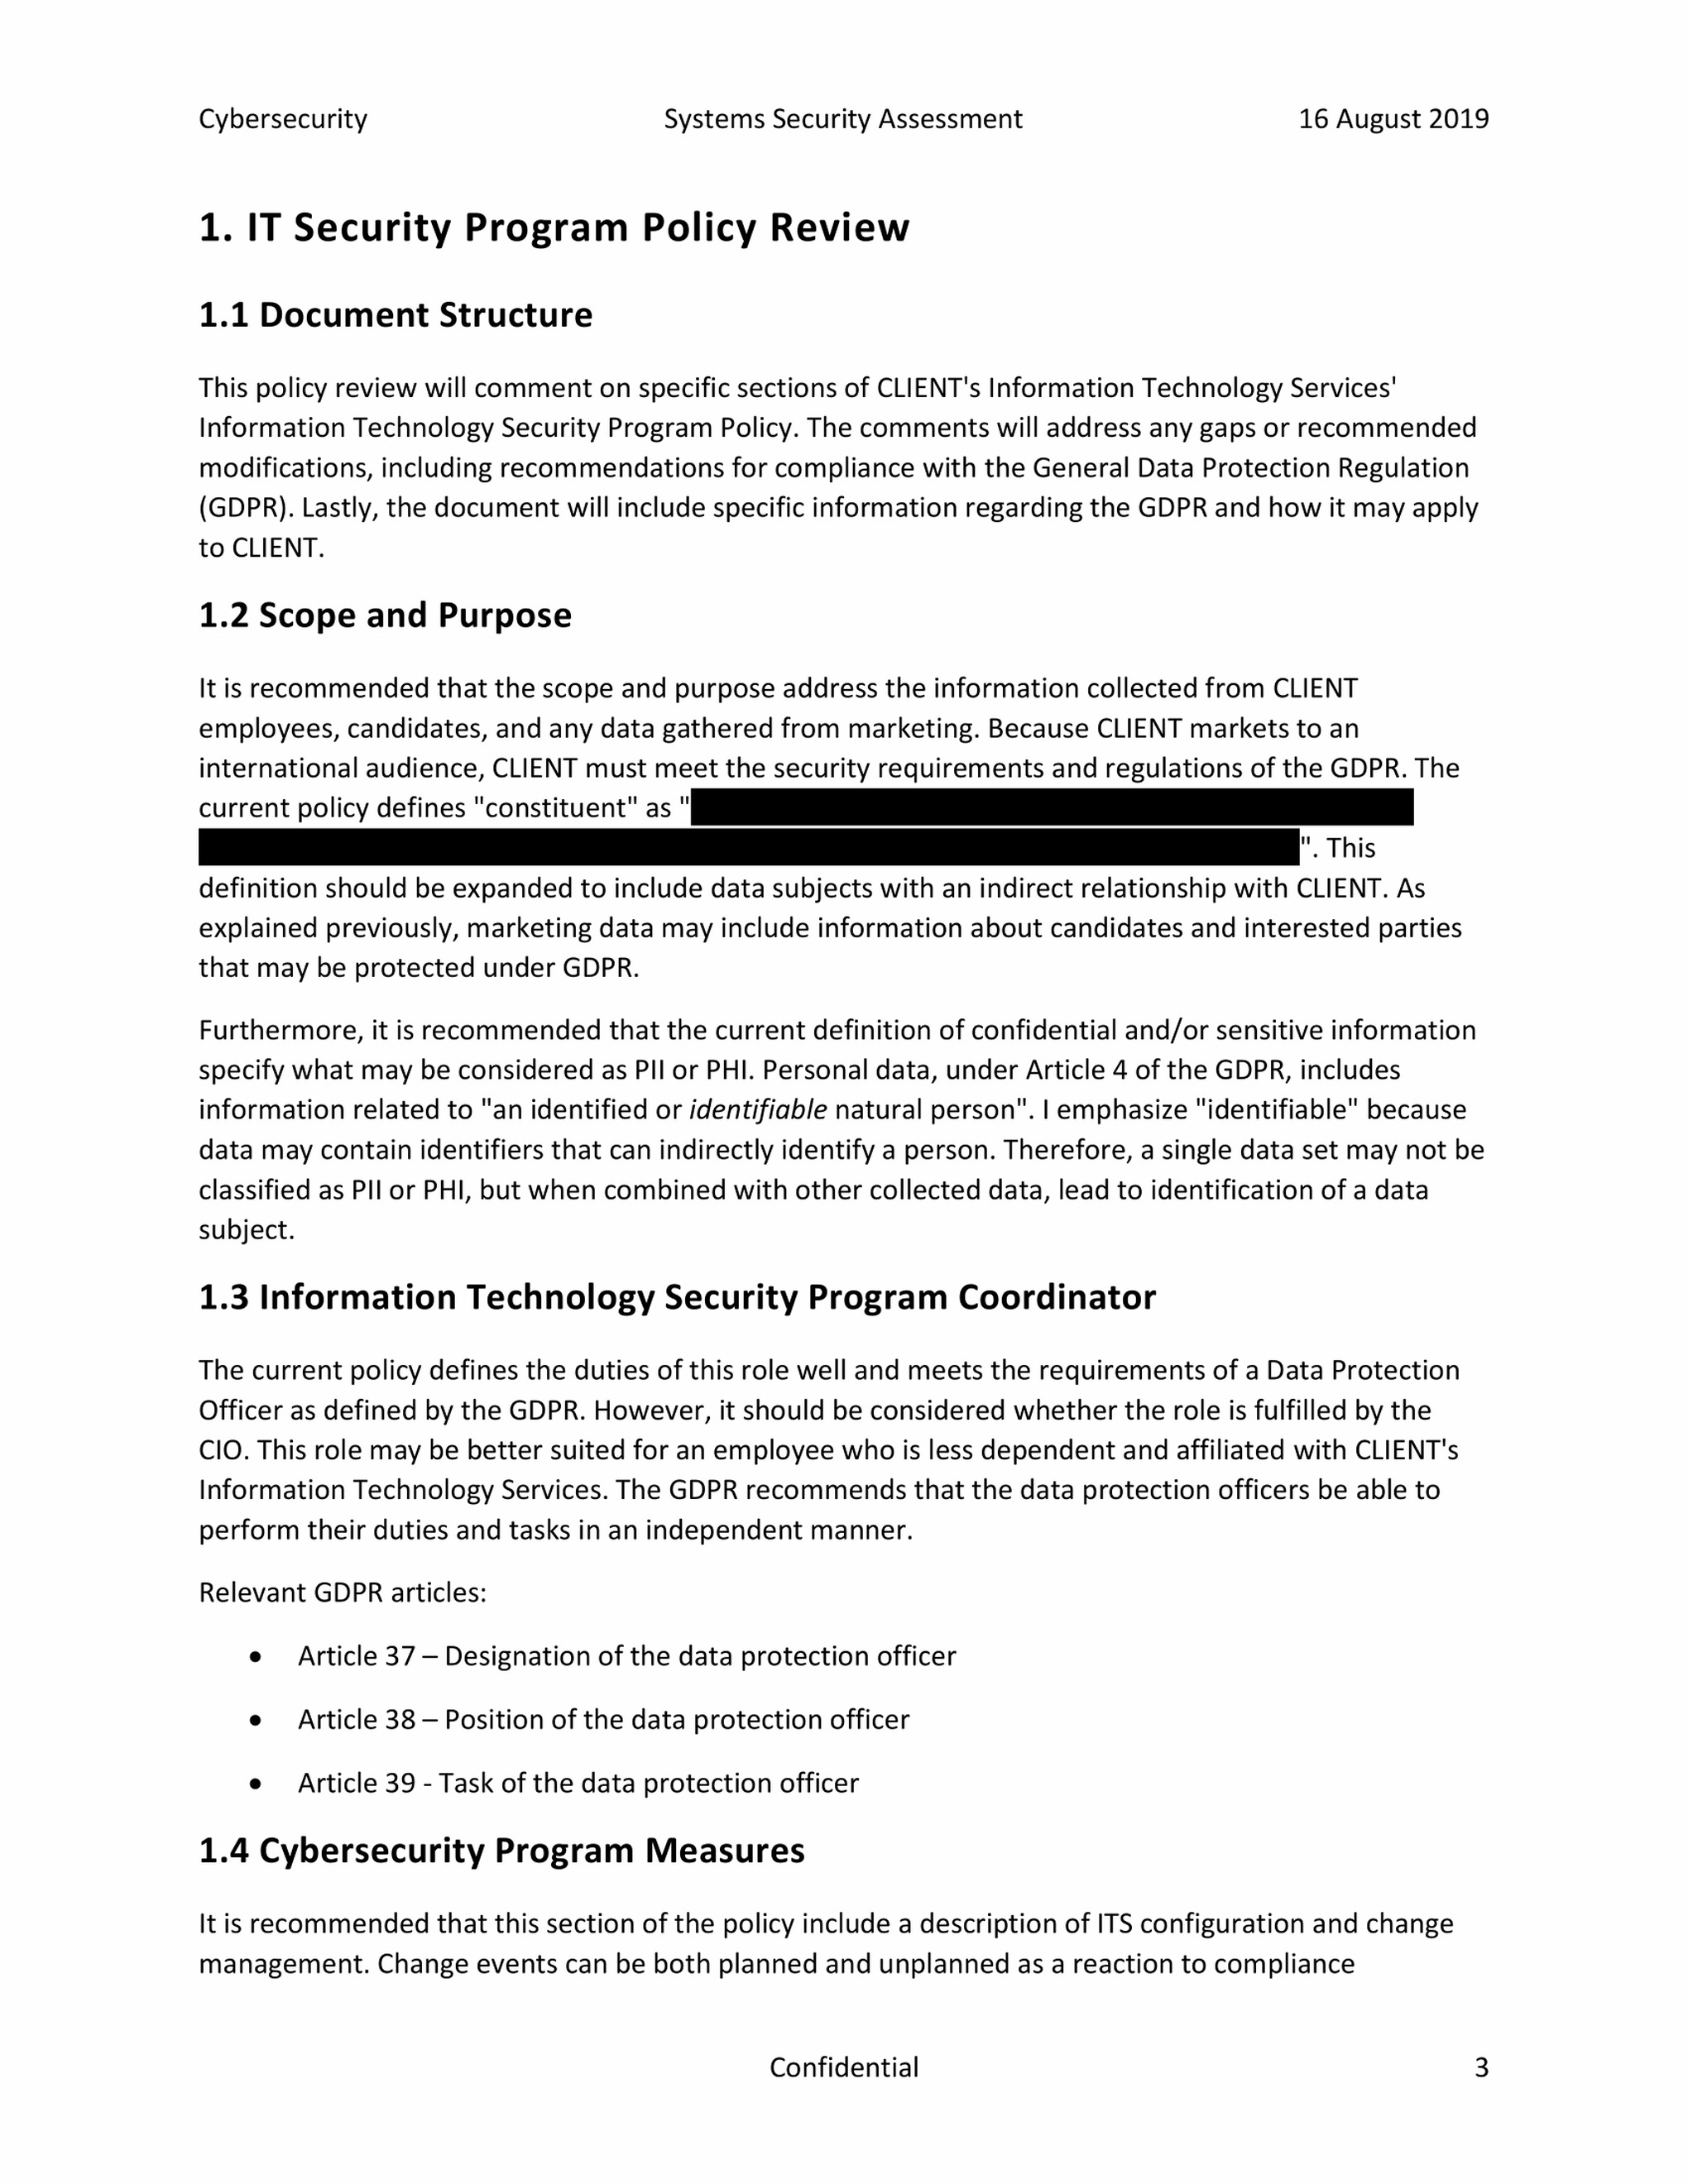 Cybersecurity Systems Security Assessment 16 August 2019
1. IT Security Program Policy Review
1.1 Document Structure
This policy review will comment on specific sections of CLIENT's Information Technology Services'
Information Technology Security Program Policy. The comments will address any gaps or recommended
modifications, including recommendations for compliance with the General Data Protection Regulation
(GDPR). Lastly, the document will include specific information regarding the GDPR and how it may apply
to CLIENT.
1.2 Scope and Purpose
It is recommended that the scope and purpose address the information collected from CLIENT
employees, candidates, and any data gathered from marketing. Because CLIENT markets to an
international audience, CLIENT must meet the security requirements and regulations of the GDPR. The
current policy defines "constituent" as "
". This
definition should be expanded to include data subjects with an indirect relationship with CLIENT. As
explained previously, marketing data may include information about candidates and interested parties
that may be protected under GDPR.
Furthermore, it is recommended that the current definition of confidential and/or sensitive information
specify what may be considered as PII or PHI. Personal data, under Article 4 of the GDPR, includes
information related to "an identified or identifiable natural person". I emphasize "identifiable" because
data may contain identifiers that can indirectly identify a person. Therefore, a single data set may not be
classified as PII or PHI, but when combined with other collected data, lead to identification of a data
subject.
1.3 Information Technology Security Program Coordinator
The current policy defines the duties of this role well and meets the requirements of a Data Protection
Officer as defined by the GDPR. However, it should be considered whether the role is fulfilled by the
CIO. This role may be better suited for an employee who is less dependent and affiliated with CLIENT's
Information Technology Services. The GDPR recommends that the data protection officers be able to
perform their duties and tasks in an independent manner.
Relevant GDPR articles:
• Article 37 – Designation of the data protection officer
• Article 38 – Position of the data protection officer
• Article 39 - Task of the data protection officer
1.4 Cybersecurity Program Measures
It is recommended that this section of the policy include a description of ITS configuration and change
management. Change events can be both planned and unplanned as a reaction to compliance
Confidential 3